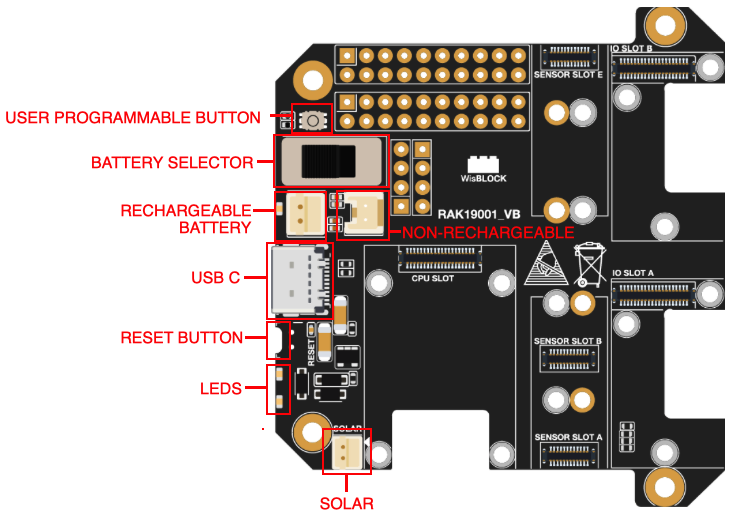 IO SLOT B
SENSOR SLOT E
USER PROGRAMMABLE BUTTON
BATTERY SELECTOR
WisBLOCK
RECHARGEABLE
BATTERY
RAK19001_VB
NON-RECHARGEABLE
USB C
CPU SLOT
IO SLOT A
RESET BUTTON
RESET
SENSOR SLOT B
LEDS
SOLAR
SENSOR SLOT A
SOLAR